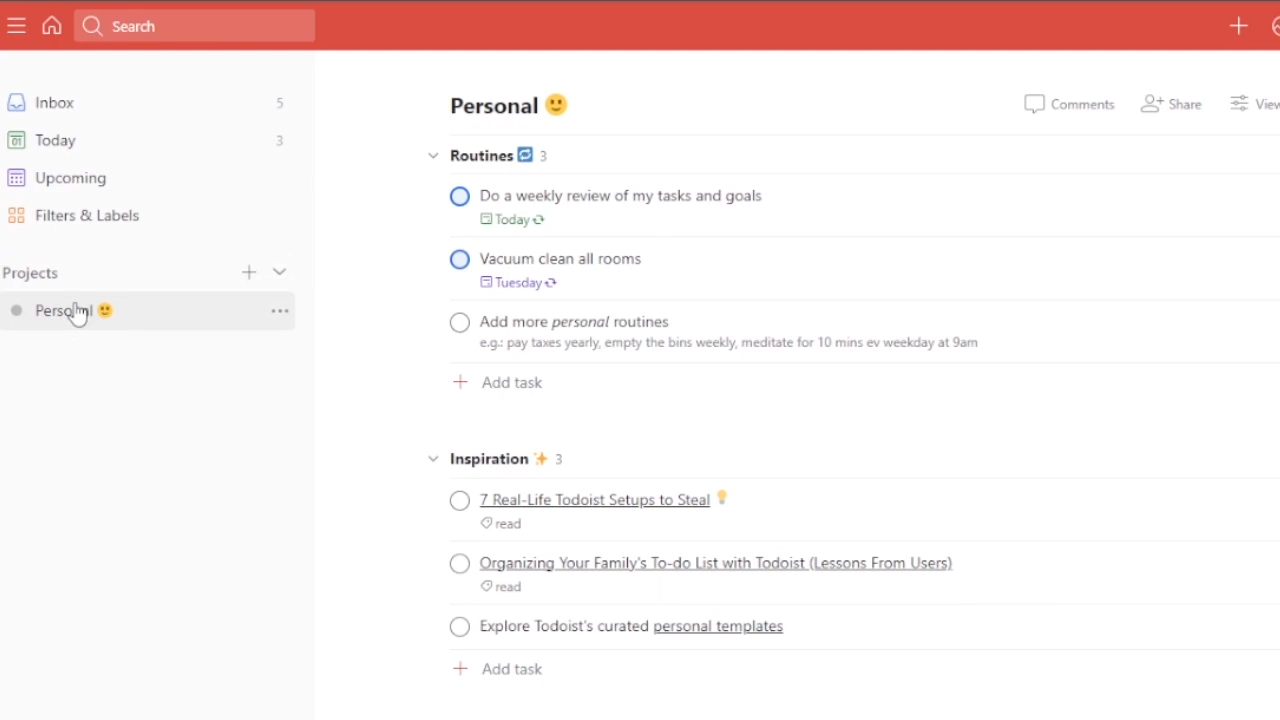 Search
Inbox 5
Today 3
Upcoming
Filters & Labels
Projects
Personal
Personal 🙂
Comments Share View
Routines 🔁 3
Do a weekly review of my tasks and goals
Today
Vacuum clean all rooms
Tuesday
Add more personal routines
e.g.: pay taxes yearly, empty the bins weekly, meditate for 10 mins ev weekday at 9am
Add task
Inspiration ✨ 3
7 Real-Life Todoist Setups to Steal 💡
read
Organizing Your Family's To-do List with Todoist (Lessons From Users)
read
Explore Todoist's curated personal templates
Add task